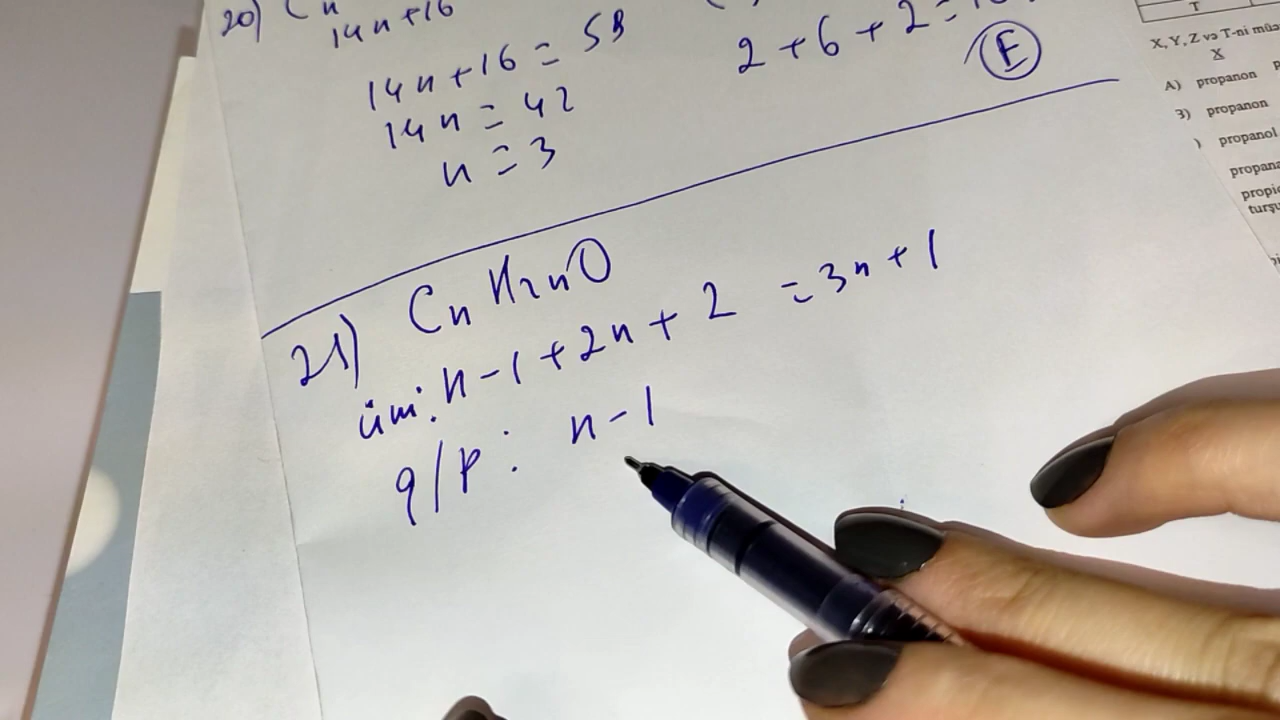 20) Cn
14n+16
14n+16 = 58
14n = 42
n = 3
2+6+2=10
E
21) CnH2nO
üm: n-1+2n+2 =3n+1
q/p: n-1
T
X, Y, Z və T-ni
X
A) propanon
propanon
propanol